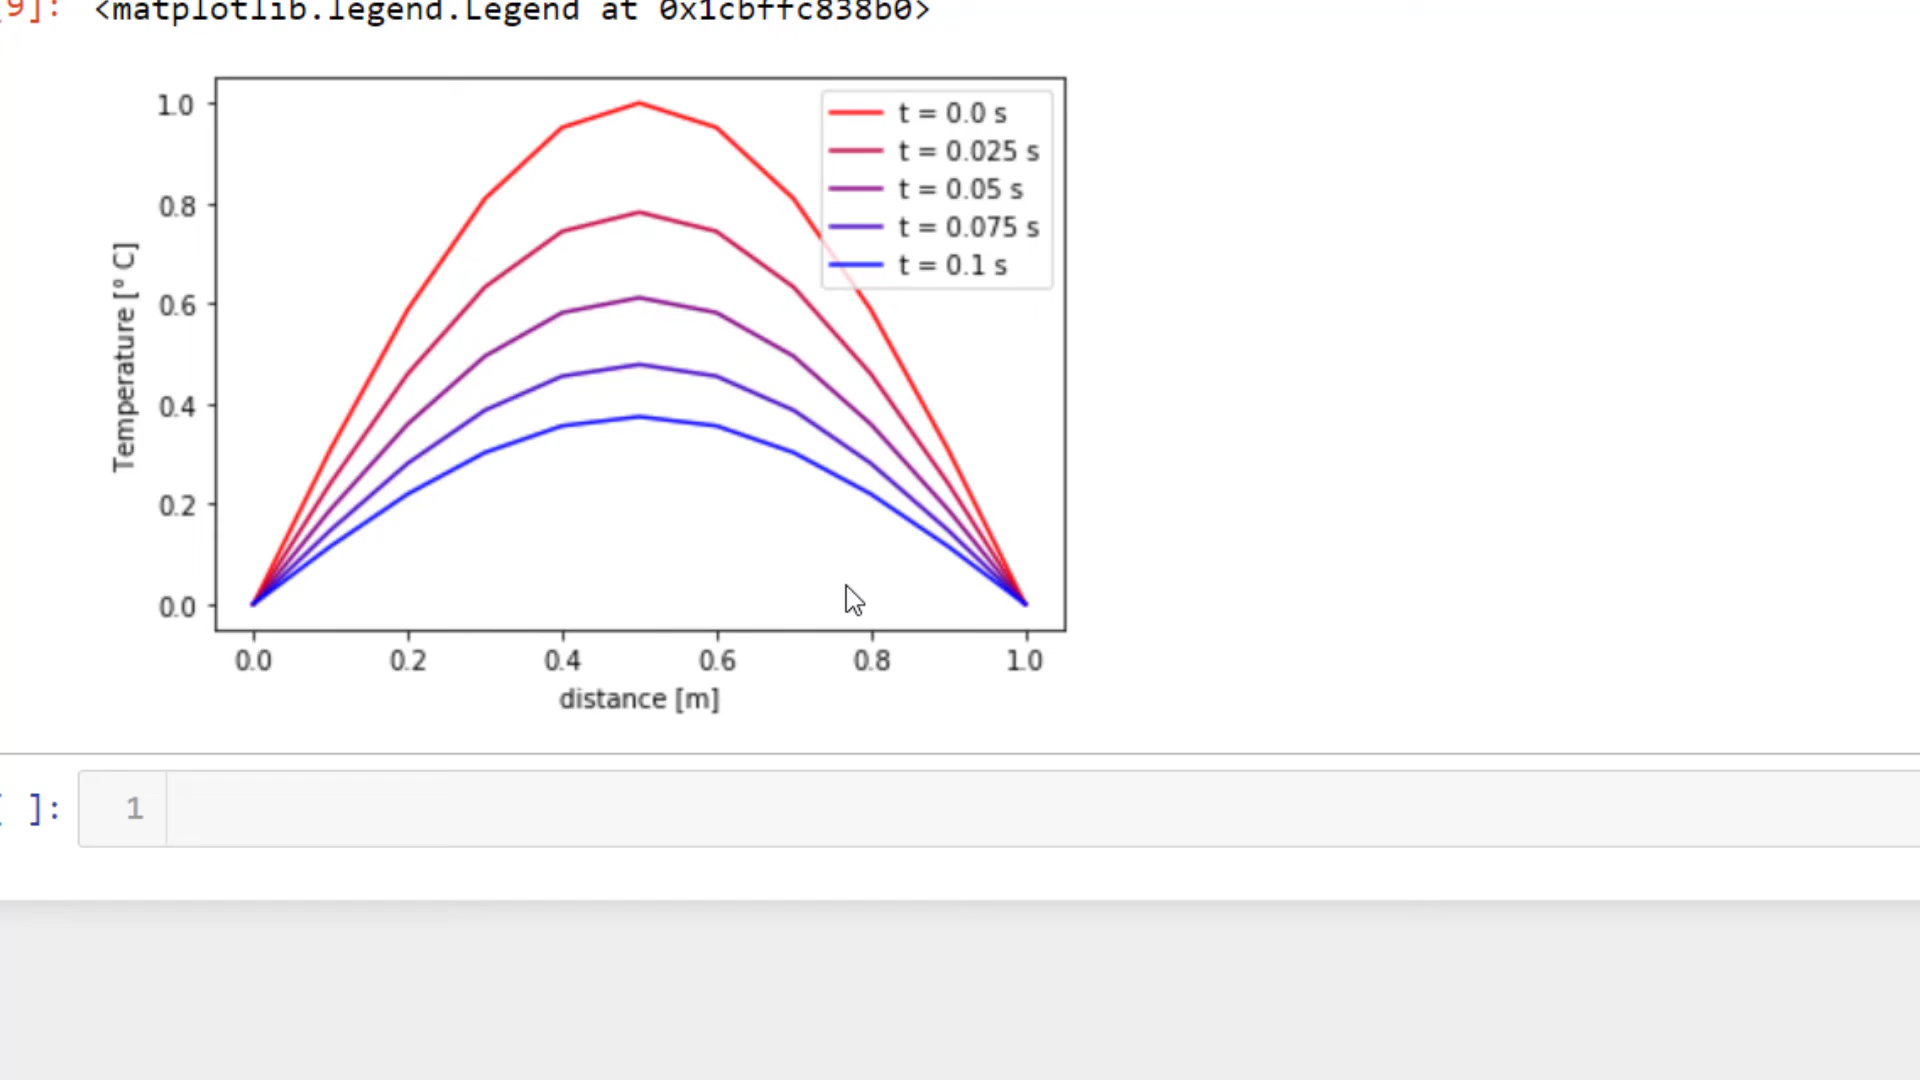 9]: <matplotlib.legend.Legend at 0x1cbffc838b0>
1.0
0.8
0.6
0.4
0.2
0.0
Temperature [° C]
t = 0.0 s
t = 0.025 s
t = 0.05 s
t = 0.075 s
t = 0.1 s
0.0 0.2 0.4 0.6 0.8 1.0
distance [m]
[ ]: 1